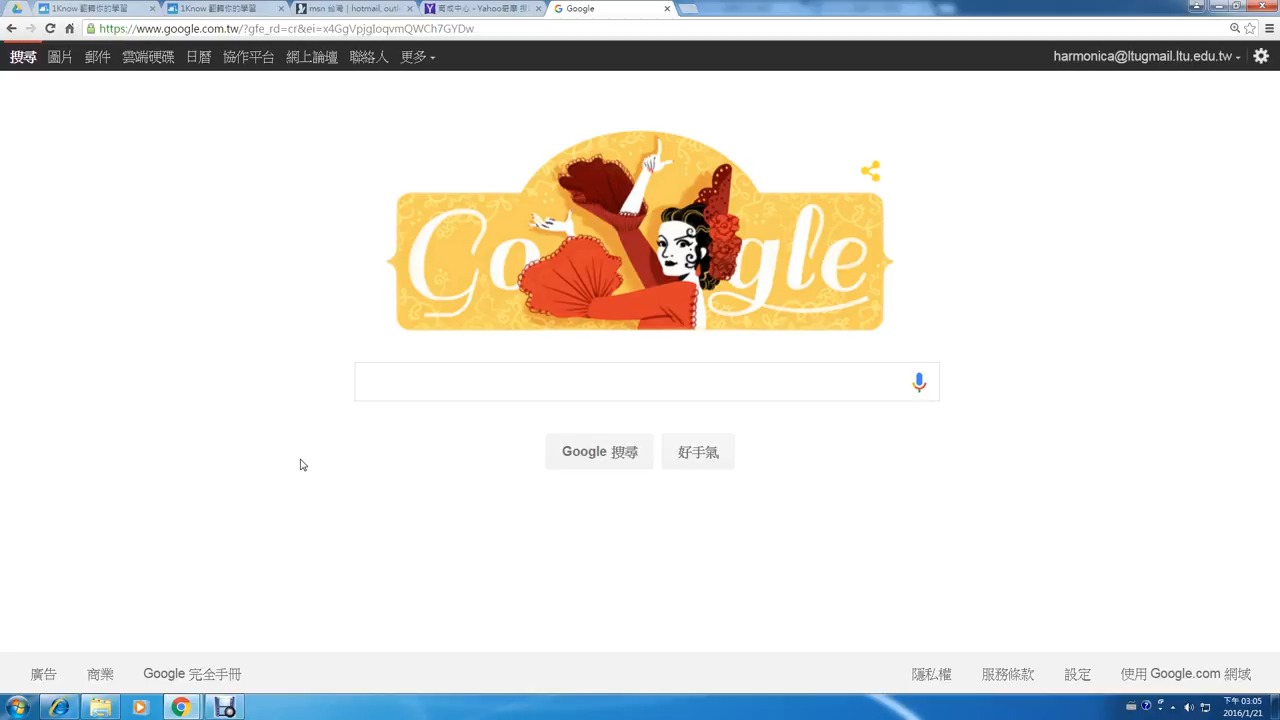 1Know 翻轉你的學習
1Know 翻轉你的學習
msn 台灣 | hotmail, outl
育成中心 - Yahoo奇摩 搜
Google
https://www.google.com.tw/?gfe_rd=cr&ei=x4GgVpjgloqvmQWCh7GYDw
搜尋 圖片 郵件 雲端硬碟 日曆 協作平台 網上論壇 聯絡人 更多
harmonica@ltugmail.ltu.edu.tw
Google
Google 搜尋 好手氣
廣告 商業 Google 完全手冊 隱私權 服務條款 設定 使用 Google.com 網域
下午 03:05
2016/1/21